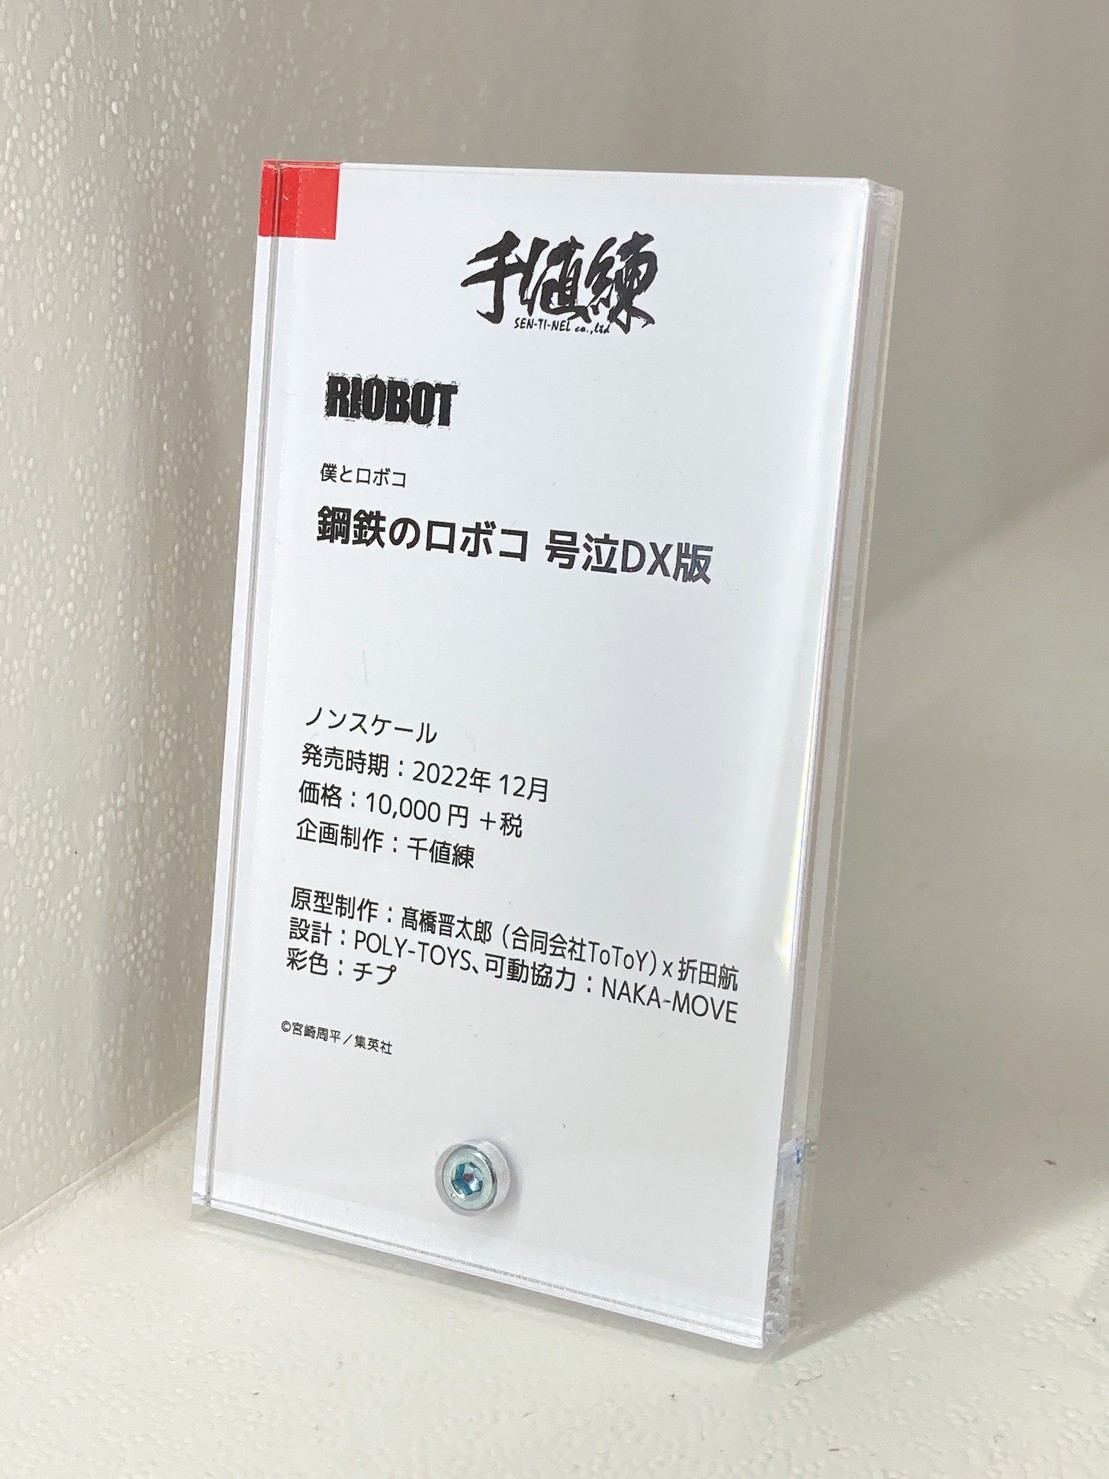 千値練
SEN-TI-NEL co.,ltd
RIOBOT
僕とロボコ
鋼鉄のロボコ 号泣DX版
ノンスケール
発売時期：2022年 12月
価格：10,000 円 ＋税
企画制作：千値練
原型制作：髙橋晋太郎（合同会社ToToY）x 折田航
設計：POLY-TOYS、可動協力：NAKA-MOVE
彩色：チプ
©宮崎周平／集英社